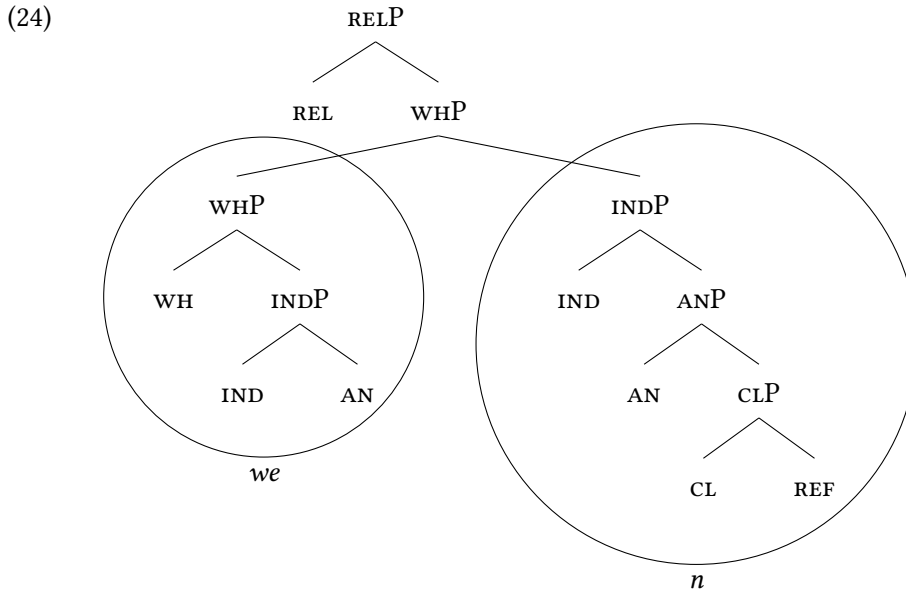 (24)
RELP
REL WHP
WHP INDP
WH INDP IND ANP
IND AN AN CLP
we
CL REF
n